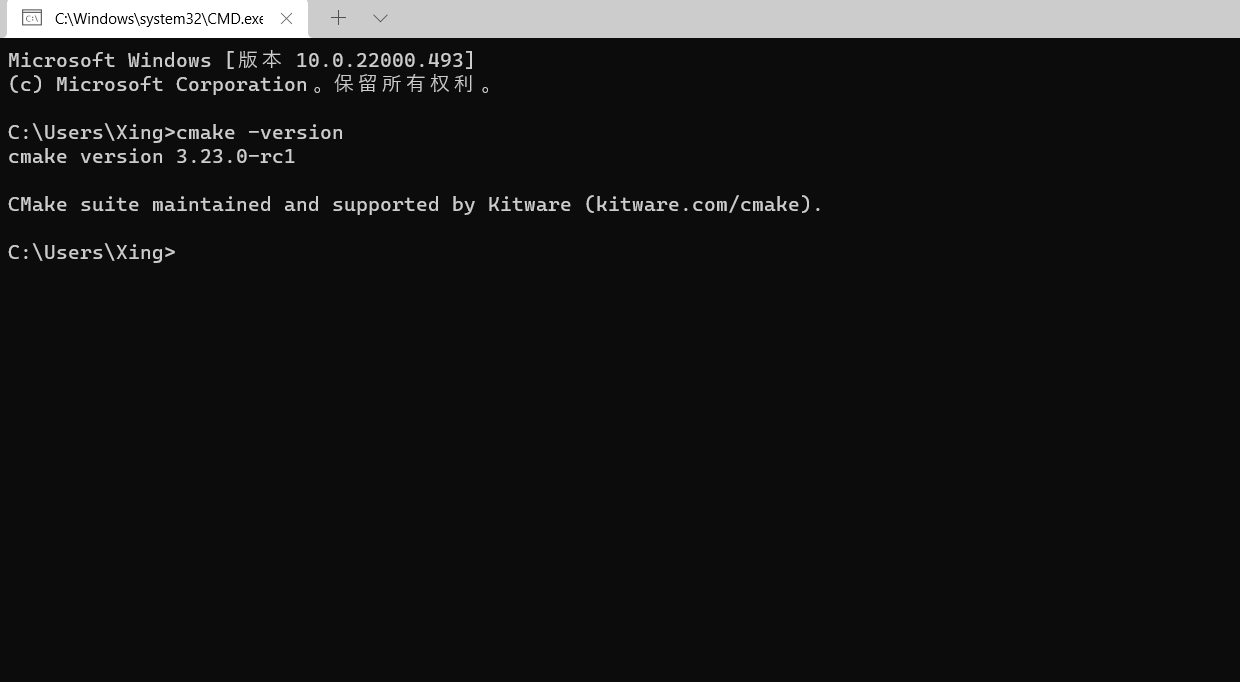 C:\Windows\system32\CMD.exe
Microsoft Windows [版本 10.0.22000.493]
(c) Microsoft Corporation。保留所有权利。
C:\Users\Xing>cmake -version
cmake version 3.23.0-rc1
CMake suite maintained and supported by Kitware (kitware.com/cmake).
C:\Users\Xing>